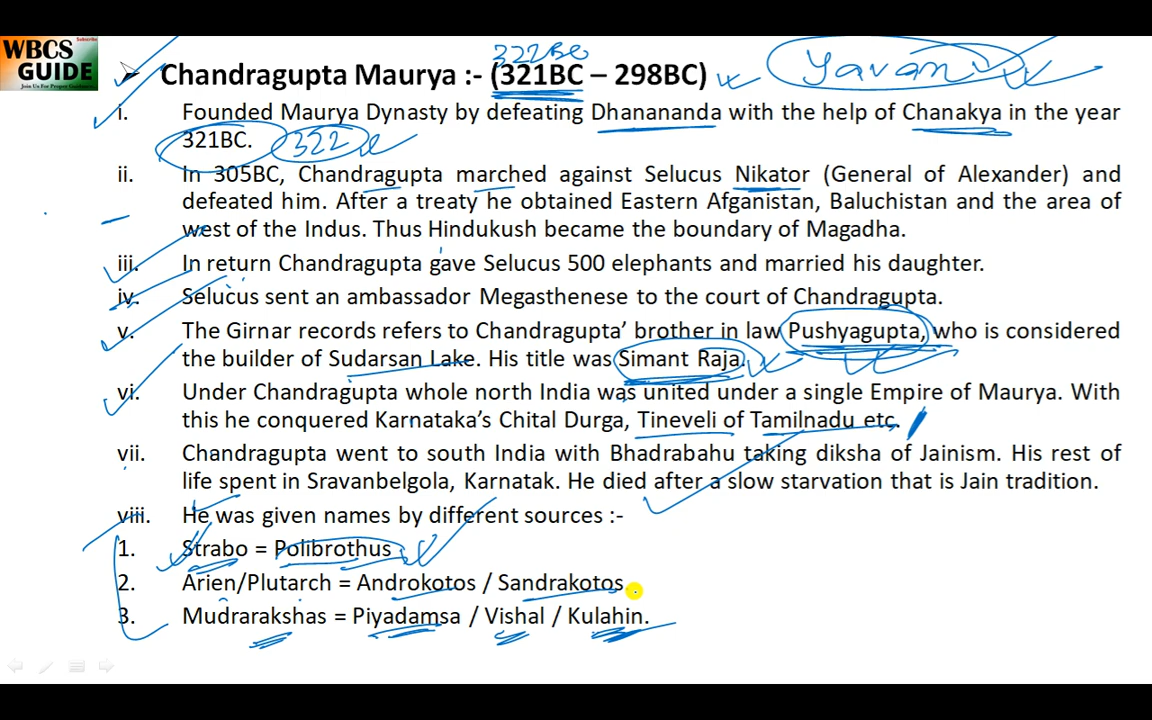 WBCS
Subscribe
GUIDE
Join Us For Proper Guidance
322BC
Yavan
Chandragupta Maurya :- (321BC – 298BC)
i. Founded Maurya Dynasty by defeating Dhanananda with the help of Chanakya in the year
321BC. 322
ii. In 305BC, Chandragupta marched against Selucus Nikator (General of Alexander) and
defeated him. After a treaty he obtained Eastern Afganistan, Baluchistan and the area of
west of the Indus. Thus Hindukush became the boundary of Magadha.
iii. In return Chandragupta gave Selucus 500 elephants and married his daughter.
iv. Selucus sent an ambassador Megasthenese to the court of Chandragupta.
v. The Girnar records refers to Chandragupta’ brother in law Pushyagupta, who is considered
the builder of Sudarsan Lake. His title was Simant Raja.
vi. Under Chandragupta whole north India was united under a single Empire of Maurya. With
this he conquered Karnataka’s Chital Durga, Tineveli of Tamilnadu etc.
vii. Chandragupta went to south India with Bhadrabahu taking diksha of Jainism. His rest of
life spent in Sravanbelgola, Karnatak. He died after a slow starvation that is Jain tradition.
viii. He was given names by different sources :-
1. Strabo = Polibrothus
2. Arien/Plutarch = Androkotos / Sandrakotos
3. Mudrarakshas = Piyadamsa / Vishal / Kulahin.